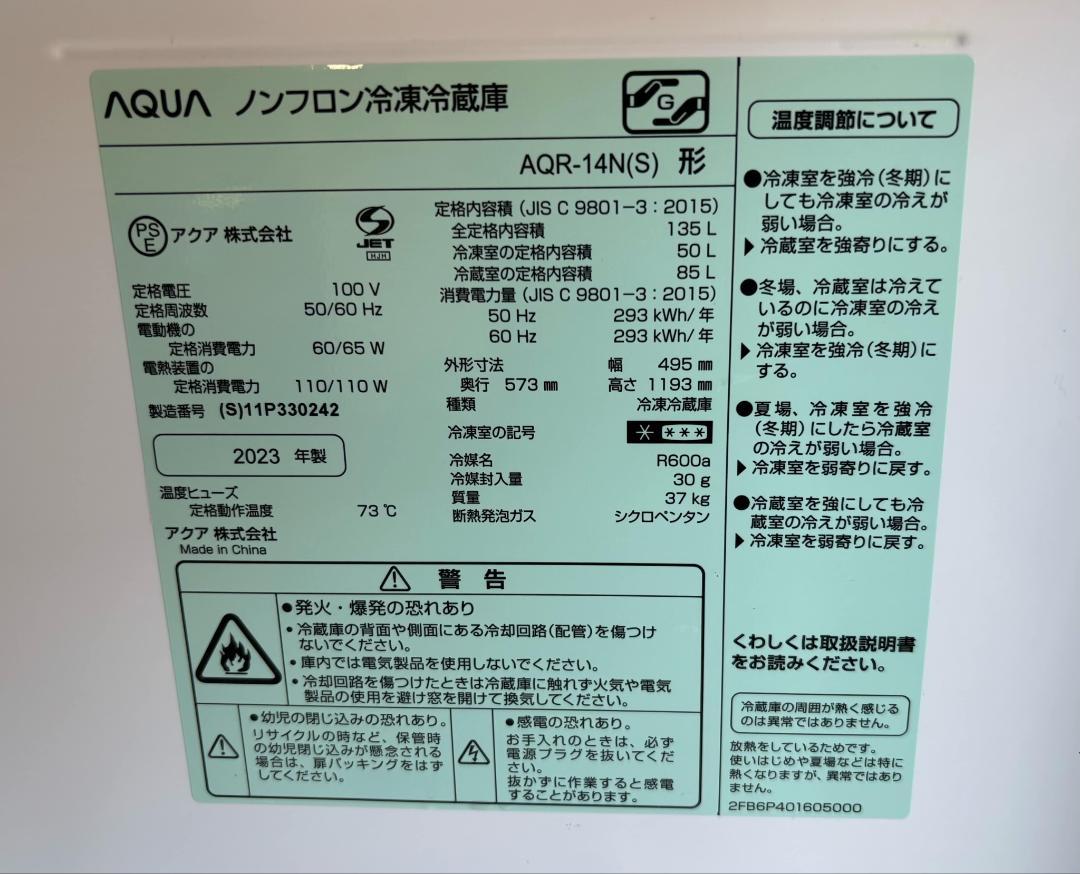 AQUA ノンフロン冷凍冷蔵庫
G
AQR-14N(S) 形
PS
E
アクア 株式会社
S
JET
HJH
定格電圧 100 V
定格周波数 50/60 Hz
電動機の
定格消費電力 60/65 W
電熱装置の
定格消費電力 110/110 W
製造番号 (S)11P330242
2023 年製
温度ヒューズ
定格動作温度 73 ℃
アクア 株式会社
Made in China
定格内容積 (JIS C 9801-3：2015)
全定格内容積 135 L
冷凍室の定格内容積 50 L
冷蔵室の定格内容積 85 L
消費電力量 (JIS C 9801-3：2015)
50 Hz 293 kWh/年
60 Hz 293 kWh/年
外形寸法 幅 495 ㎜
奥行 573 ㎜ 高さ 1193 ㎜
種類 冷凍冷蔵庫
冷凍室の記号 * ***
冷媒名 R600a
冷媒封入量 30 g
質量 37 kg
断熱発泡ガス シクロペンタン
警告
●発火・爆発の恐れあり
・冷蔵庫の背面や側面にある冷却回路(配管)を傷つけ
ないでください。
・庫内では電気製品を使用しないでください。
・冷却回路を傷つけたときは冷蔵庫に触れず火気や電気
製品の使用を避け窓を開けて換気してください。
●幼児の閉じ込みの恐れあり。
リサイクルの時など、保管時
の幼児閉じ込みが懸念される
場合は、扉パッキングをはず
してください。
●感電の恐れあり。
お手入れのときは、必ず
電源プラグを抜いてくだ
さい。
抜かずに作業すると感電
することがあります。
温度調節について
●冷凍室を強冷(冬期)に
しても冷凍室の冷えが
弱い場合。
▶冷蔵室を強寄りにする。
●冬場、冷蔵室は冷えて
いるのに冷凍室の冷え
が弱い場合。
▶冷凍室を強冷(冬期)に
する。
●夏場、冷凍室を強冷
(冬期)にしたら冷蔵室
の冷えが弱い場合。
▶冷凍室を弱寄りに戻す。
●冷蔵室を強にしても冷
蔵室の冷えが弱い場合。
▶冷凍室を弱寄りに戻す。
くわしくは取扱説明書
をお読みください。
冷蔵庫の周囲が熱く感じる
のは異常ではありません。
放熱をしているためです。
使いはじめや夏場などは特に
熱くなりますが、異常ではあり
ません。
2FB6P401605000